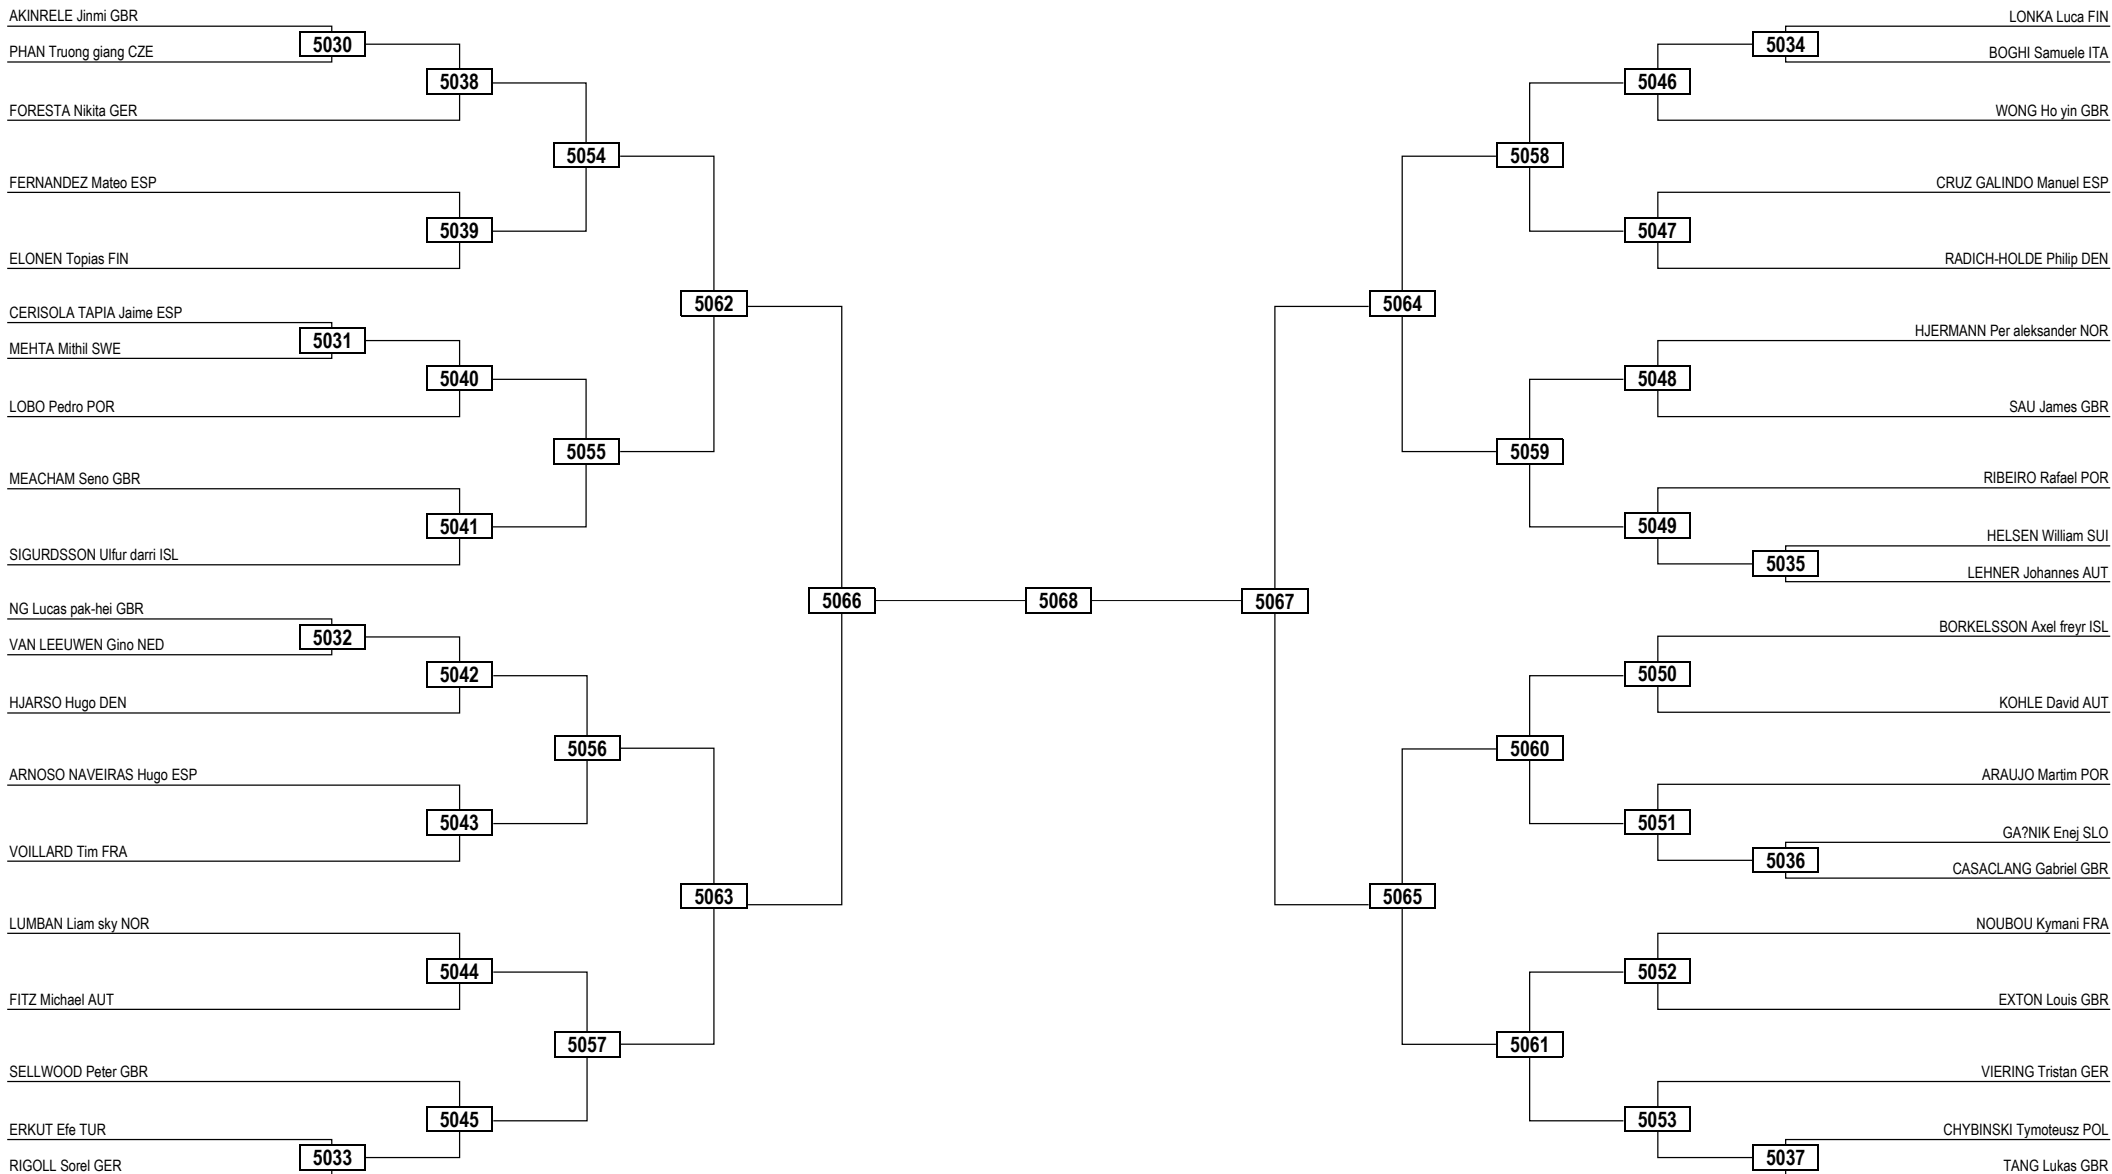 AKINRELE Jinmi GBR
5030
PHAN Truong giang CZE
5038
FORESTA Nikita GER
5054
FERNANDEZ Mateo ESP
5039
ELONEN Topias FIN
5062
CERISOLA TAPIA Jaime ESP
5031
MEHTA Mithil SWE
5040
LOBO Pedro POR
5055
MEACHAM Seno GBR
5041
SIGURDSSON Ulfur darri ISL
5066
NG Lucas pak-hei GBR
5032
VAN LEEUWEN Gino NED
5042
HJARSO Hugo DEN
5056
ARNOSO NAVEIRAS Hugo ESP
5043
VOILLARD Tim FRA
5063
LUMBAN Liam sky NOR
5044
FITZ Michael AUT
5057
SELLWOOD Peter GBR
5045
ERKUT Efe TUR
5033
RIGOLL Sorel GER
5068
LONKA Luca FIN
5034
BOGHI Samuele ITA
5046
WONG Ho yin GBR
5058
CRUZ GALINDO Manuel ESP
5047
RADICH-HOLDE Philip DEN
5064
HJERMANN Per aleksander NOR
5048
SAU James GBR
5059
RIBEIRO Rafael POR
5049
HELSEN William SUI
5035
LEHNER Johannes AUT
5067
BORKELSSON Axel freyr ISL
5050
KOHLE David AUT
5060
ARAUJO Martim POR
5051
GA?NIK Enej SLO
5036
CASACLANG Gabriel GBR
5065
NOUBOU Kymani FRA
5052
EXTON Louis GBR
5061
VIERING Tristan GER
5053
CHYBINSKI Tymoteusz POL
5037
TANG Lukas GBR